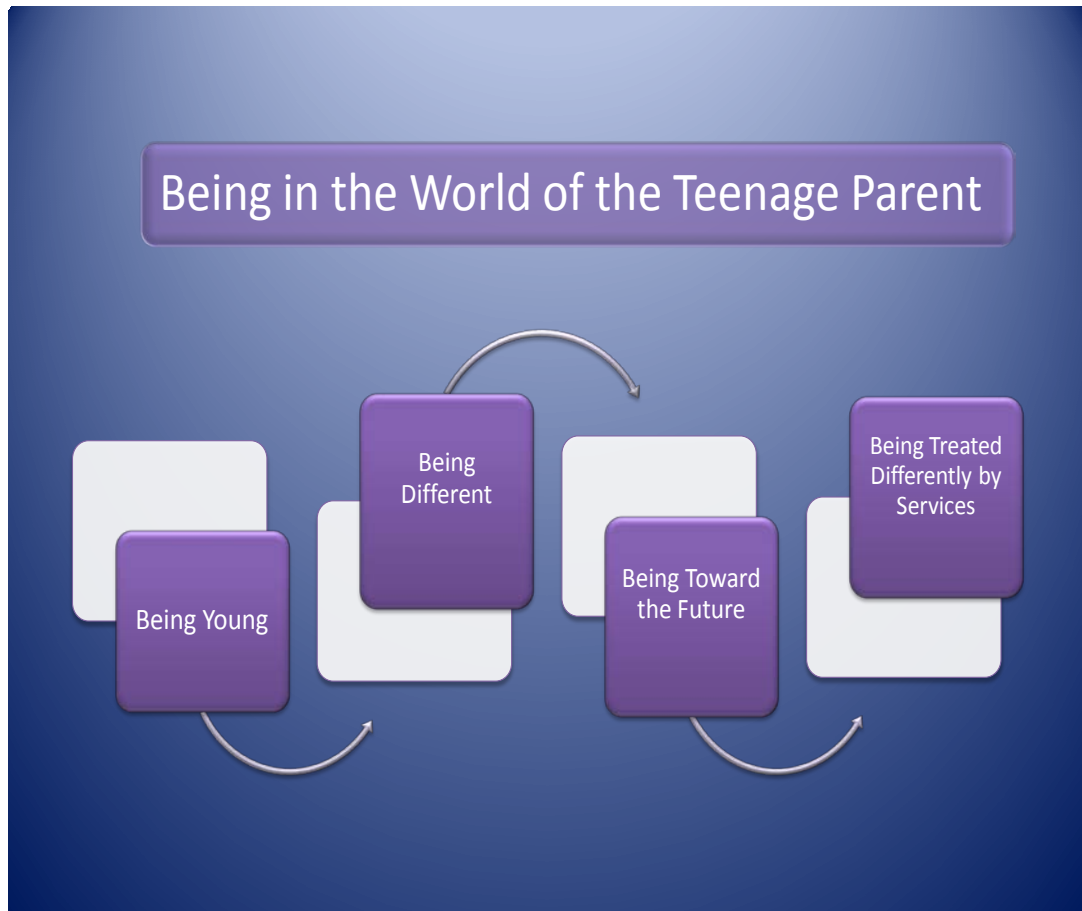 Being in the World of the Teenage Parent
Being Young
Being
Different
Being Toward
the Future
Being Treated
Differently by
Services